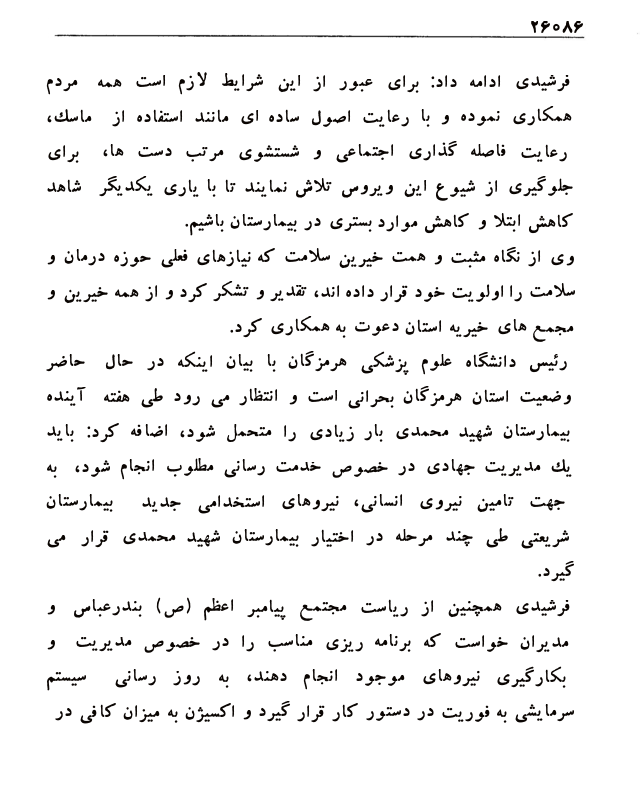 ۲۶۰۸۶
فرشیدی ادامه داد: برای عبور از این شرایط لازم است همه مردم
همکاری نموده و با رعایت اصول ساده ای مانند استفاده از ماسك،
رعایت فاصله گذاری اجتماعی و شستشوی مرتب دست ها، برای
جلوگیری از شیوع این ویروس تلاش نمایند تا با یاری یکدیگر شاهد
کاهش ابتلا و کاهش موارد بستری در بیمارستان باشیم.
وی از نگاه مثبت و همت خیرین سلامت که نیازهای فعلی حوزه درمان و
سلامت را اولویت خود قرار داده اند، تقدیر و تشکر کرد و از همه خیرین و
مجمع های خیریه استان دعوت به همکاری کرد.
رئیس دانشگاه علوم پزشکی هرمزگان با بیان اینکه در حال حاضر
وضعیت استان هرمزگان بحرانی است و انتظار می رود طی هفته آینده
بیمارستان شهید محمدی بار زیادی را متحمل شود، اضافه کرد: باید
یك مدیریت جهادی در خصوص خدمت رسانی مطلوب انجام شود، به
جهت تامین نیروی انسانی، نیروهای استخدامی جدید بیمارستان
شریعتی طی چند مرحله در اختیار بیمارستان شهید محمدی قرار می
گیرد.
فرشیدی همچنین از ریاست مجتمع پیامبر اعظم (ص) بندرعباس و
مدیران خواست که برنامه ریزی مناسب را در خصوص مدیریت و
بکارگیری نیروهای موجود انجام دهند، به روز رسانی سیستم
سرمایشی به فوریت در دستور کار قرار گیرد و اکسیژن به میزان کافی در